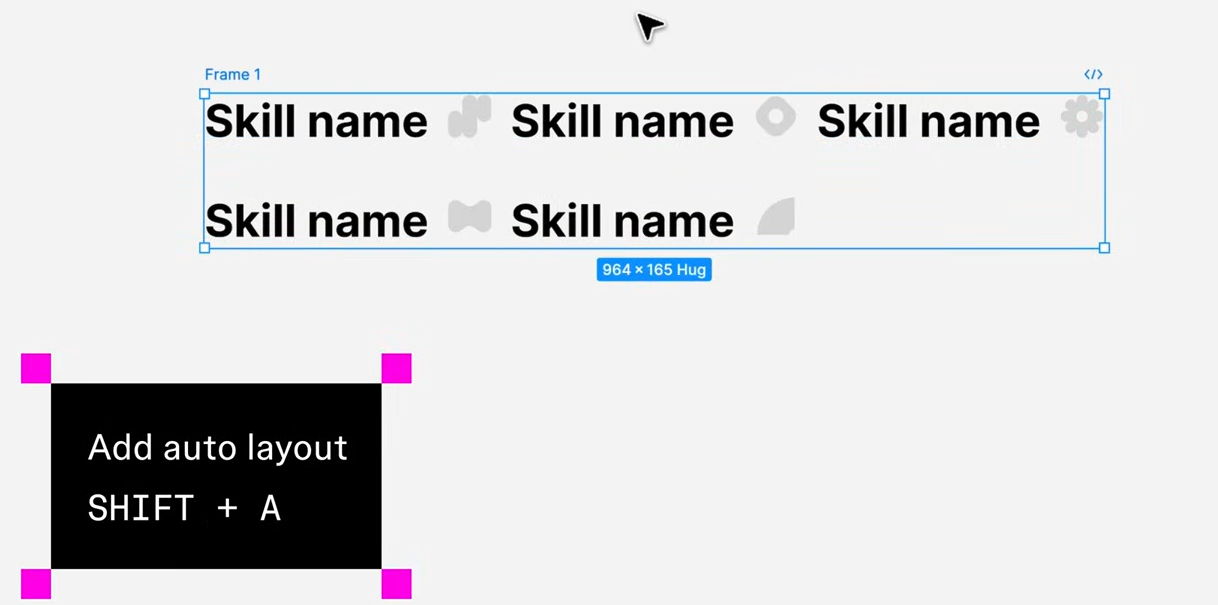 Frame 1 </>
Skill name Skill name Skill name
Skill name Skill name
964 × 165 Hug
Add auto layout
SHIFT + A